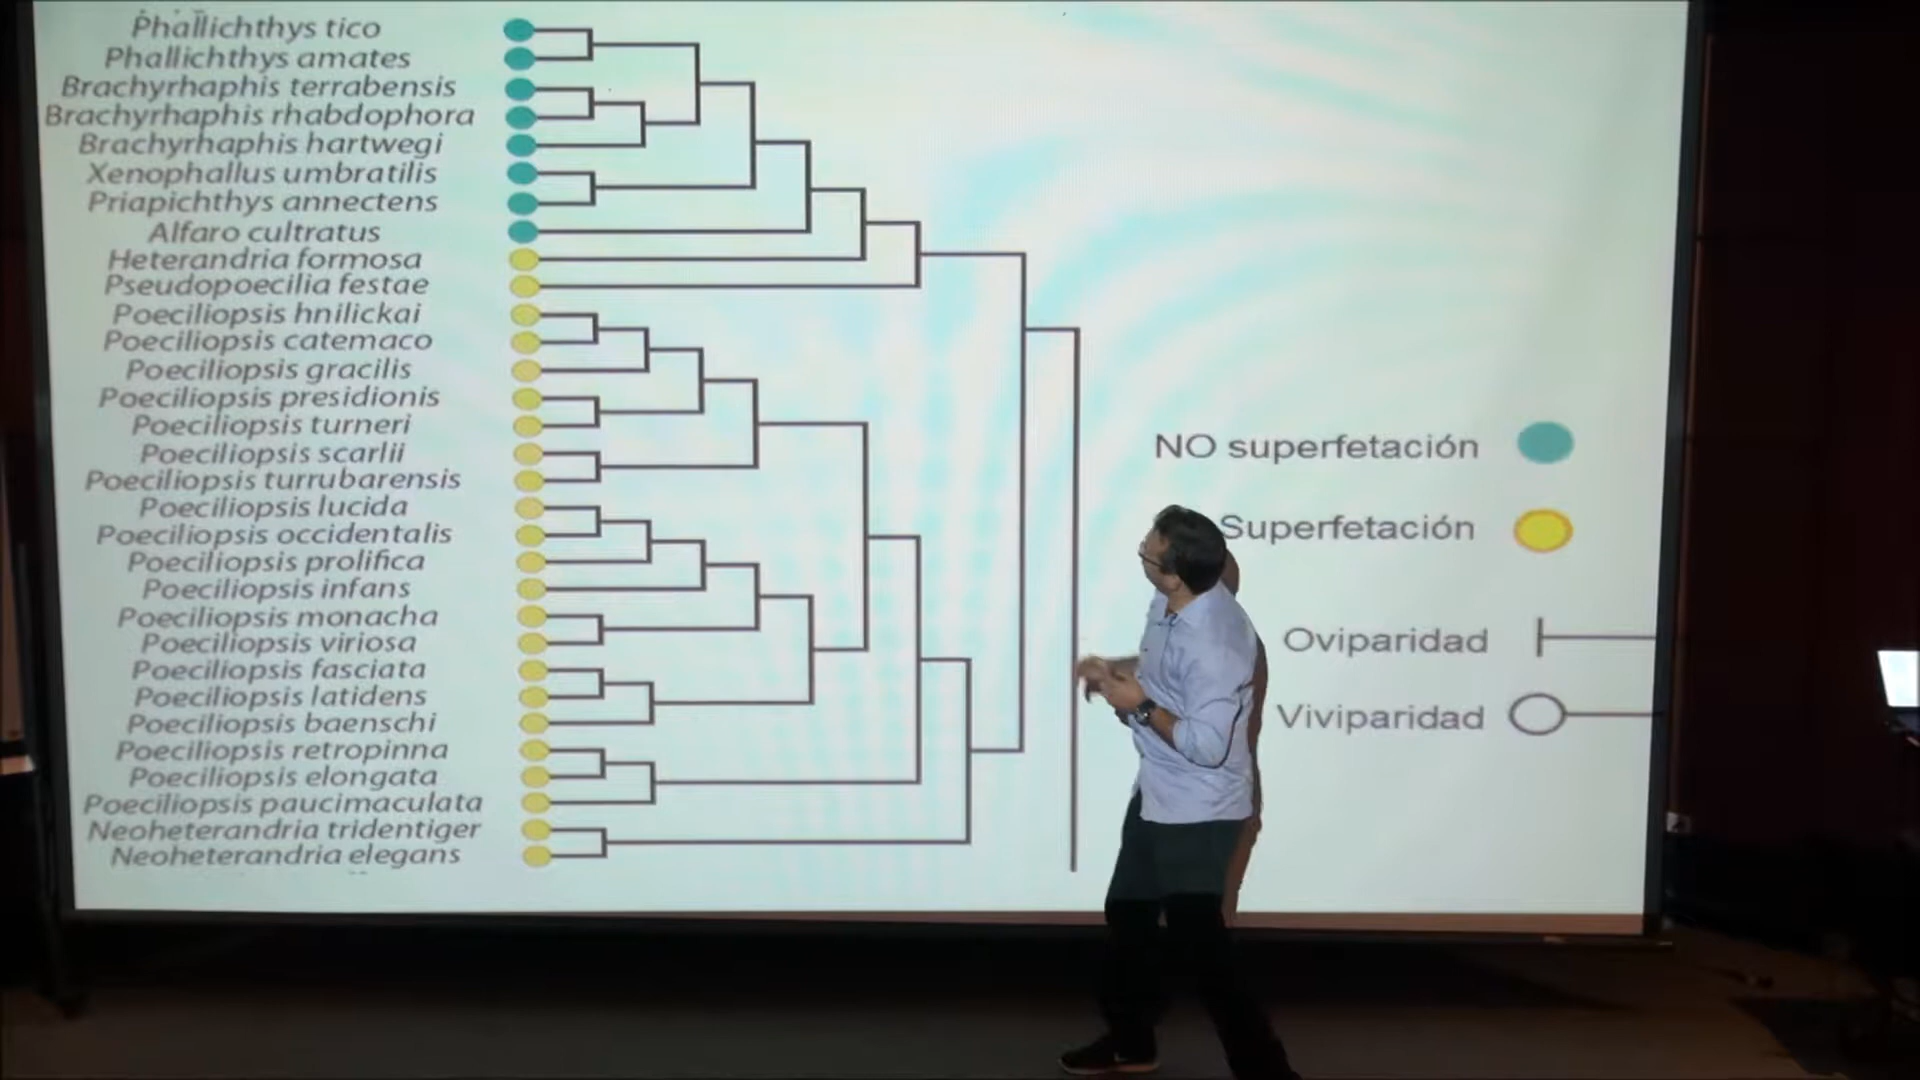 Phallichthys tico
Phallichthys amates
Brachyrhaphis terrabensis
Brachyrhaphis rhabdophora
Brachyrhaphis hartwegi
Xenophallus umbratilis
Priapichthys annectens
Alfaro cultratus
Heterandria formosa
Pseudopoecilia festae
Poeciliopsis hnilickai
Poeciliopsis catemaco
Poeciliopsis gracilis
Poeciliopsis presidionis
Poeciliopsis turneri
Poeciliopsis scarlii
Poeciliopsis turrubarensis
Poeciliopsis lucida
Poeciliopsis occidentalis
Poeciliopsis prolifica
Poeciliopsis infans
Poeciliopsis monacha
Poeciliopsis viriosa
Poeciliopsis fasciata
Poeciliopsis latidens
Poeciliopsis baenschi
Poeciliopsis retropinna
Poeciliopsis elongata
Poeciliopsis paucimaculata
Neoheterandria tridentiger
Neoheterandria elegans
NO superfetación
Superfetación
Oviparidad
Viviparidad